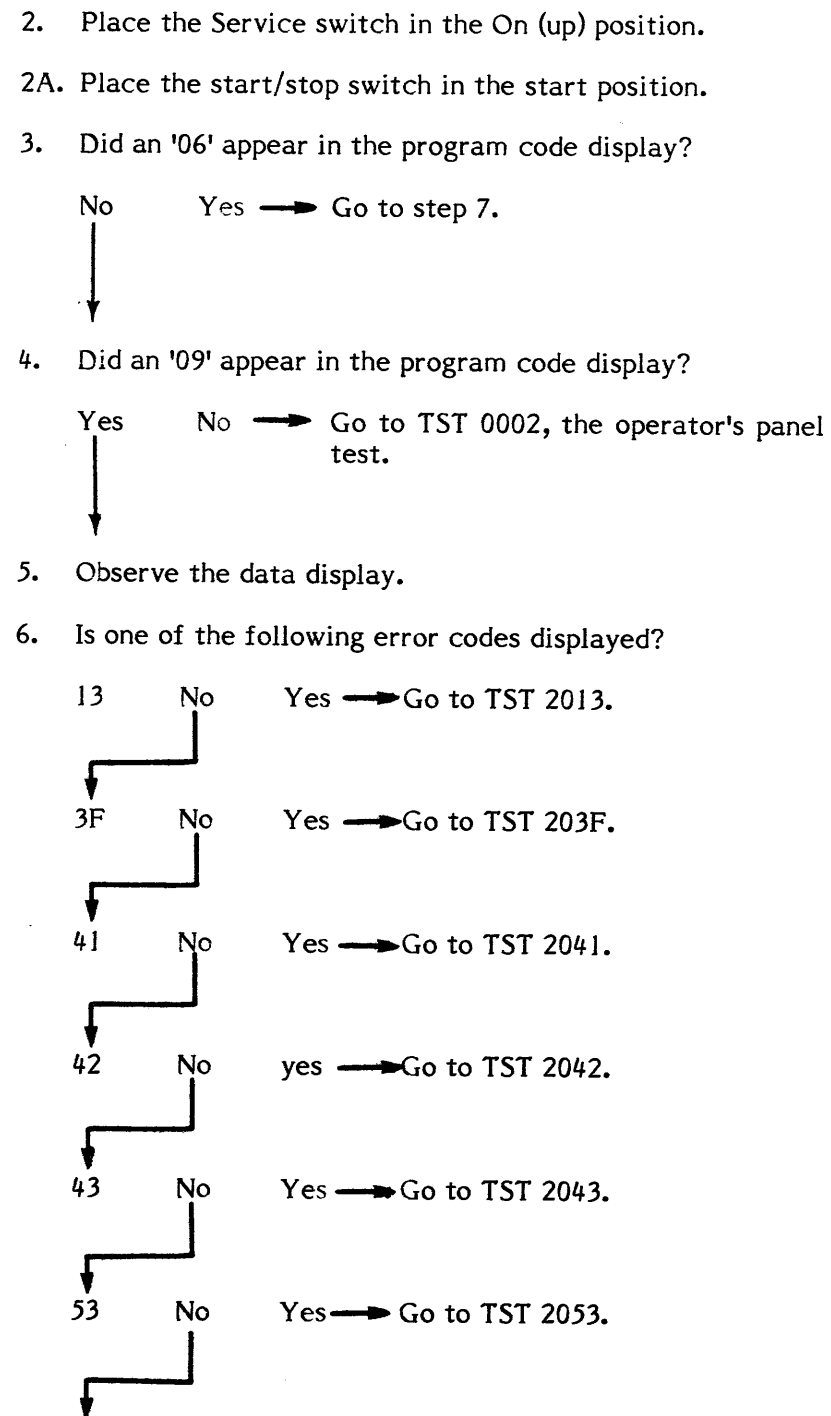 2. Place the Service switch in the On (up) position.
2A. Place the start/stop switch in the start position.
3. Did an '06' appear in the program code display?
No Yes Go to step 7.
4. Did an '09' appear in the program code display?
Yes No Go to TST 0002, the operator's panel
test.
5. Observe the data display.
6. Is one of the following error codes displayed?
13 No Yes Go to TST 2013.
3F No Yes Go to TST 203F.
41 No Yes Go to TST 2041.
42 No yes Go to TST 2042.
43 No Yes Go to TST 2043.
53 No Yes Go to TST 2053.